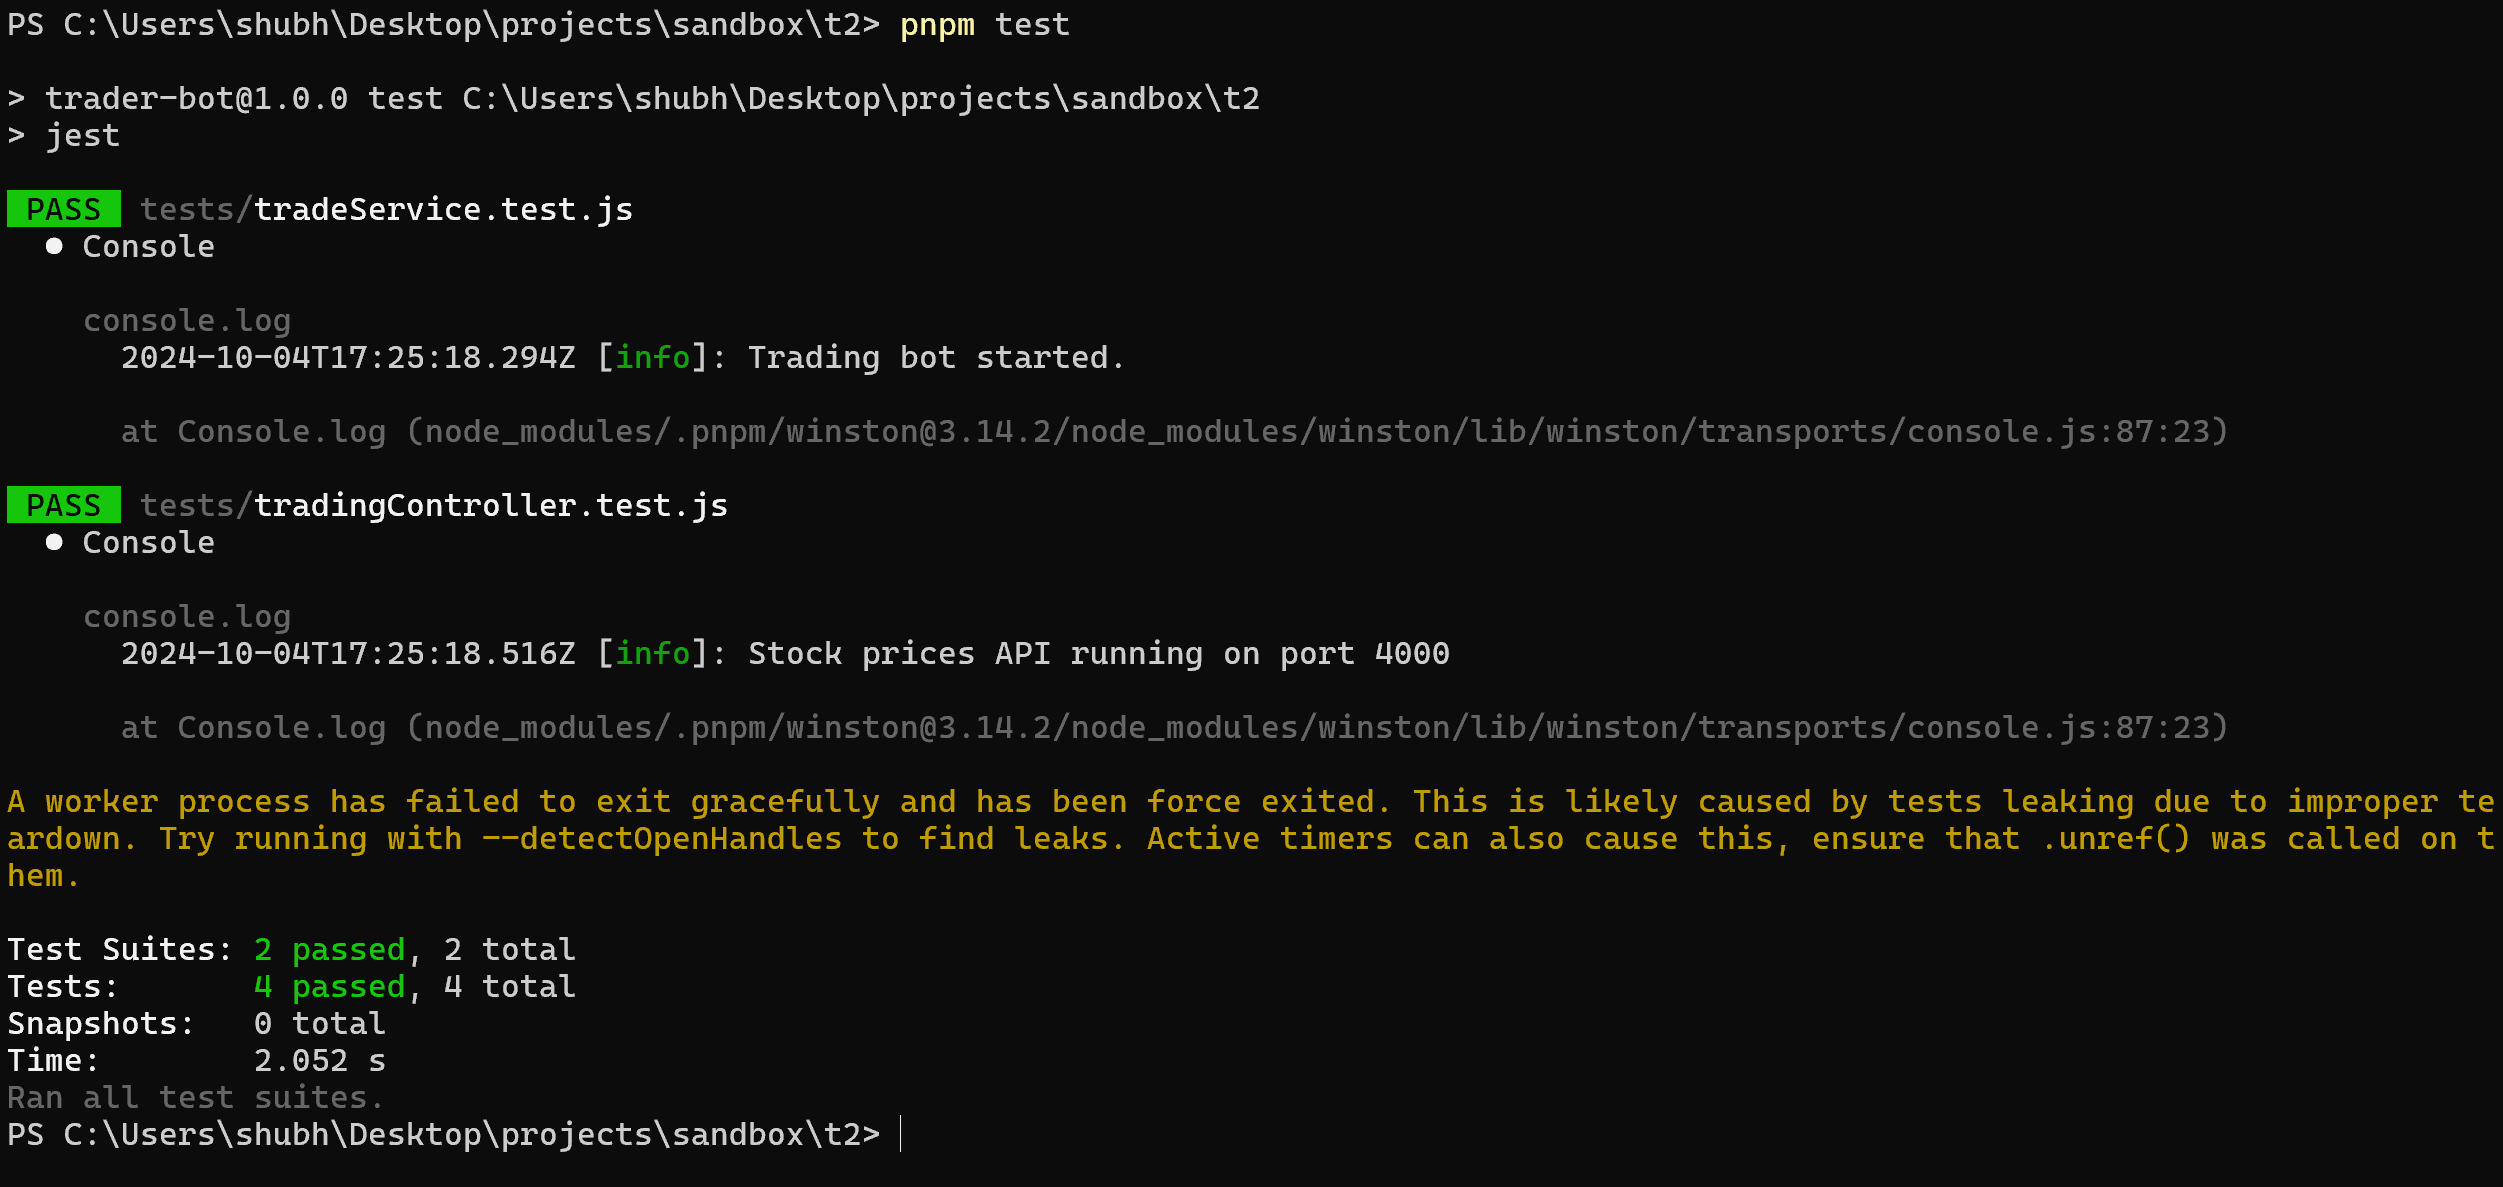 PS C:\Users\shubh\Desktop\projects\sandbox\t2> pnpm test
> trader-bot@1.0.0 test C:\Users\shubh\Desktop\projects\sandbox\t2
> jest
PASS tests/tradeService.test.js
● Console
console.log
2024-10-04T17:25:18.294Z [info]: Trading bot started.
at Console.log (node_modules/.pnpm/winston@3.14.2/node_modules/winston/lib/winston/transports/console.js:87:23)
PASS tests/tradingController.test.js
● Console
console.log
2024-10-04T17:25:18.516Z [info]: Stock prices API running on port 4000
at Console.log (node_modules/.pnpm/winston@3.14.2/node_modules/winston/lib/winston/transports/console.js:87:23)
A worker process has failed to exit gracefully and has been force exited. This is likely caused by tests leaking due to improper te
ardown. Try running with --detectOpenHandles to find leaks. Active timers can also cause this, ensure that .unref() was called on t
hem.
Test Suites: 2 passed, 2 total
Tests: 4 passed, 4 total
Snapshots: 0 total
Time: 2.052 s
Ran all test suites.
PS C:\Users\shubh\Desktop\projects\sandbox\t2>